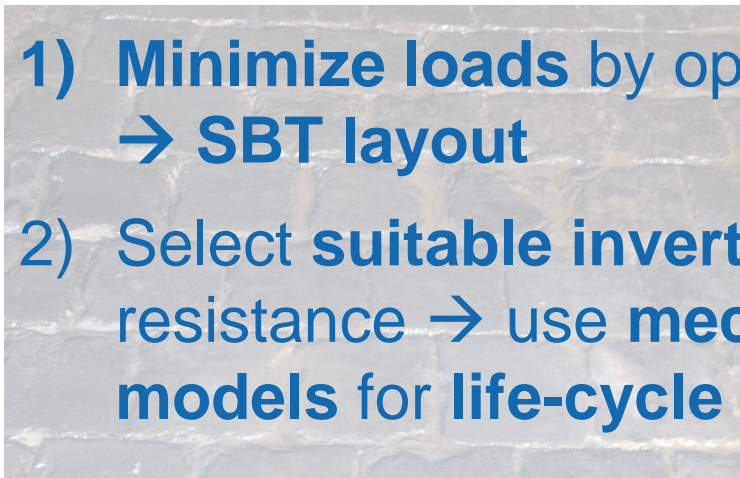 1) Minimize loads by op
→ SBT layout
2) Select suitable invert
resistance → use mec
models for life-cycle